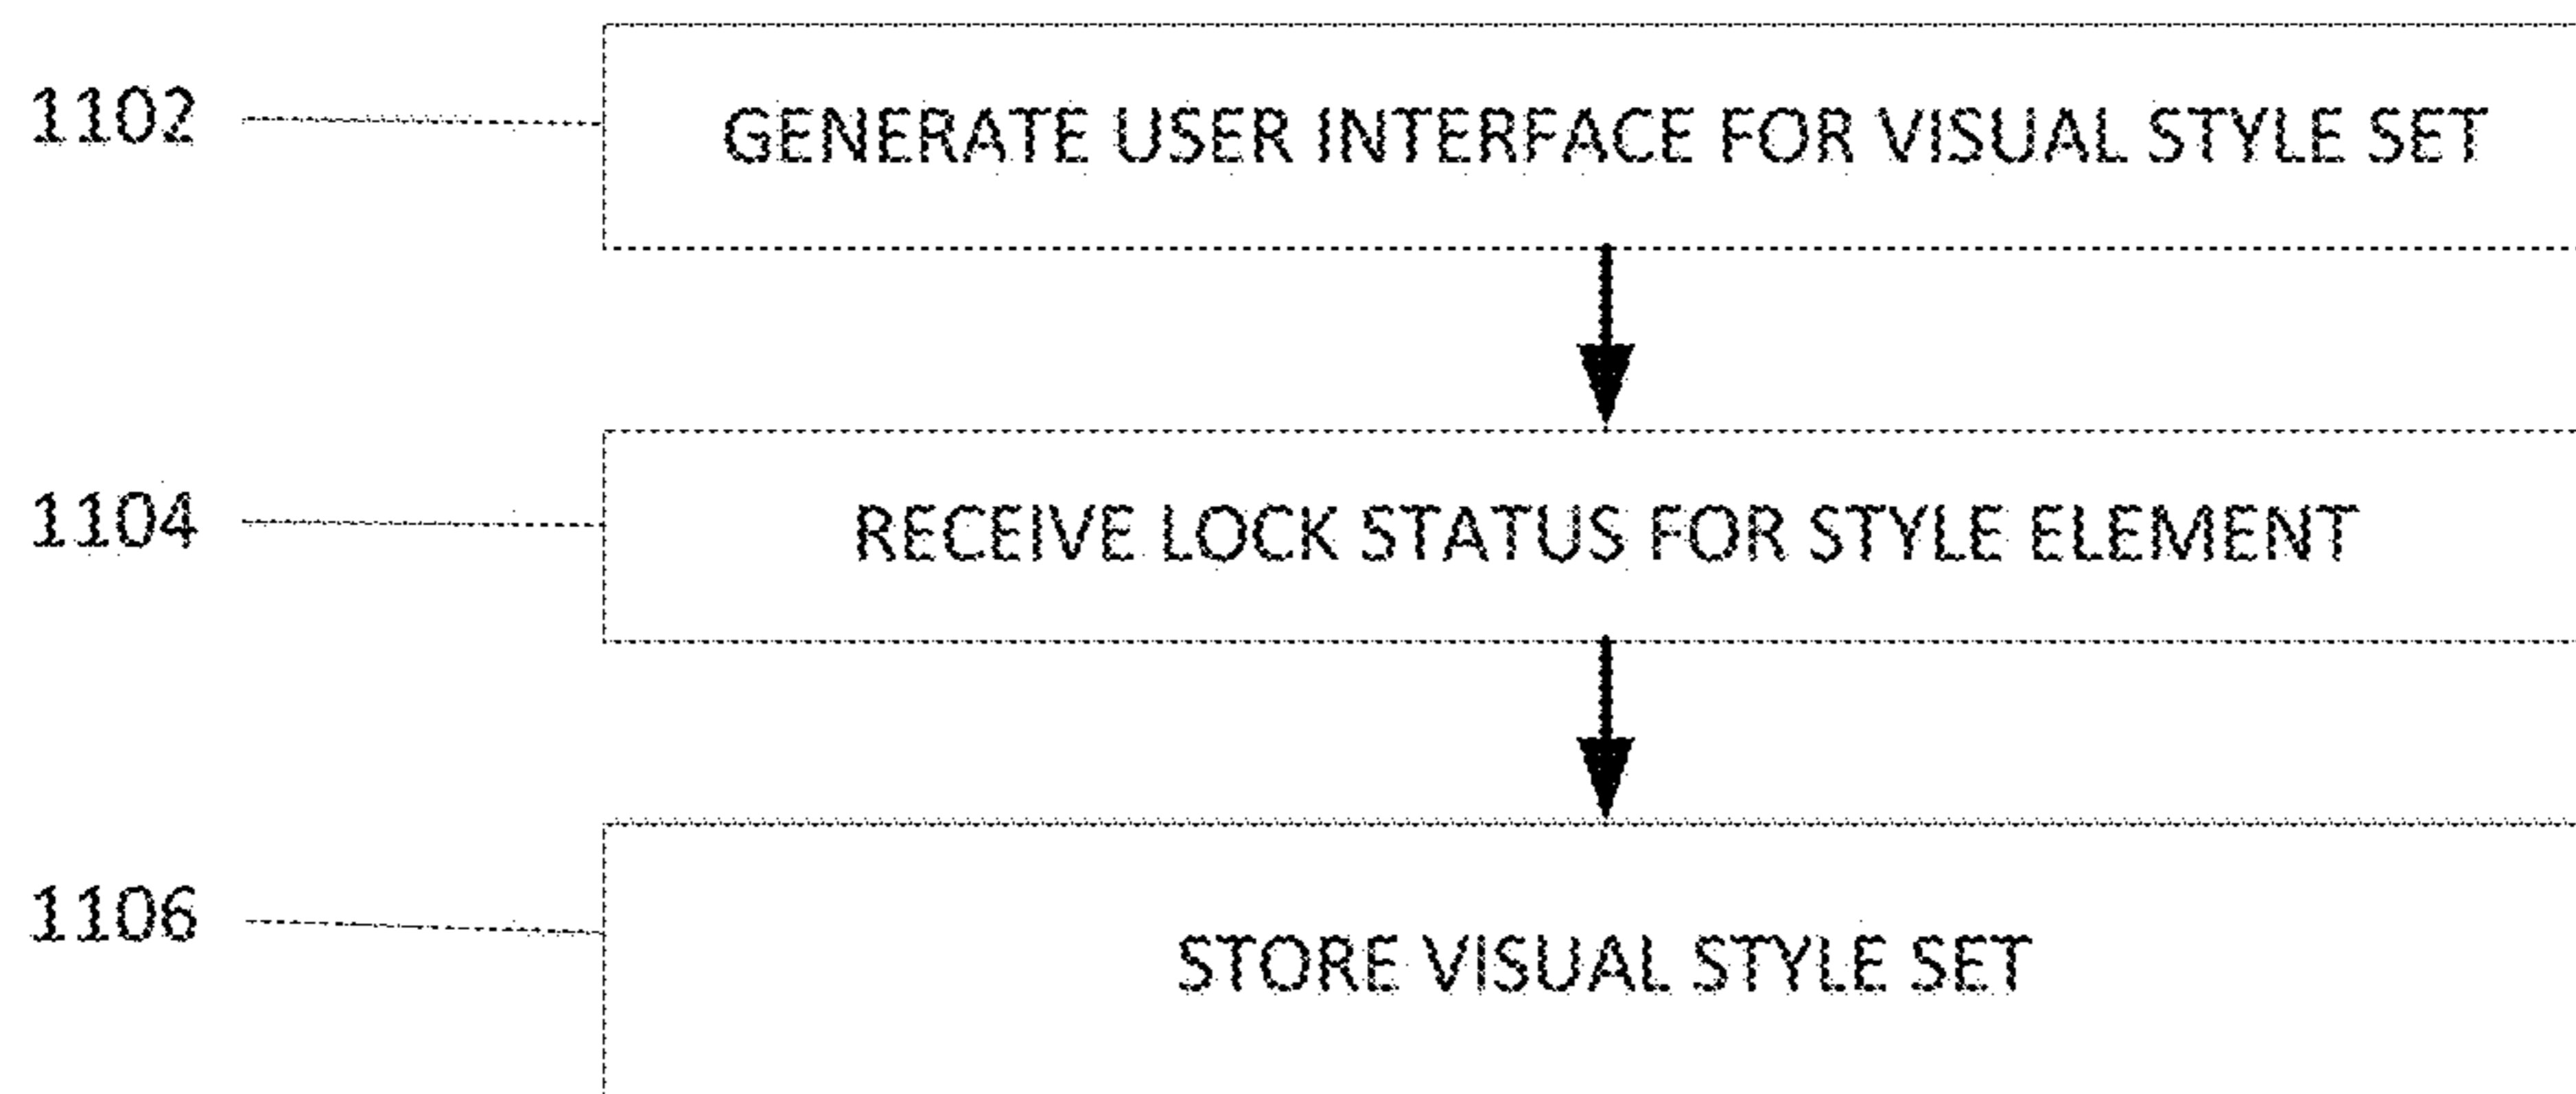 1102
GENERATE USER INTERFACE FOR VISUAL STYLE SET
1104
RECEIVE LOCK STATUS FOR STYLE ELEMENT
1106
STORE VISUAL STYLE SET